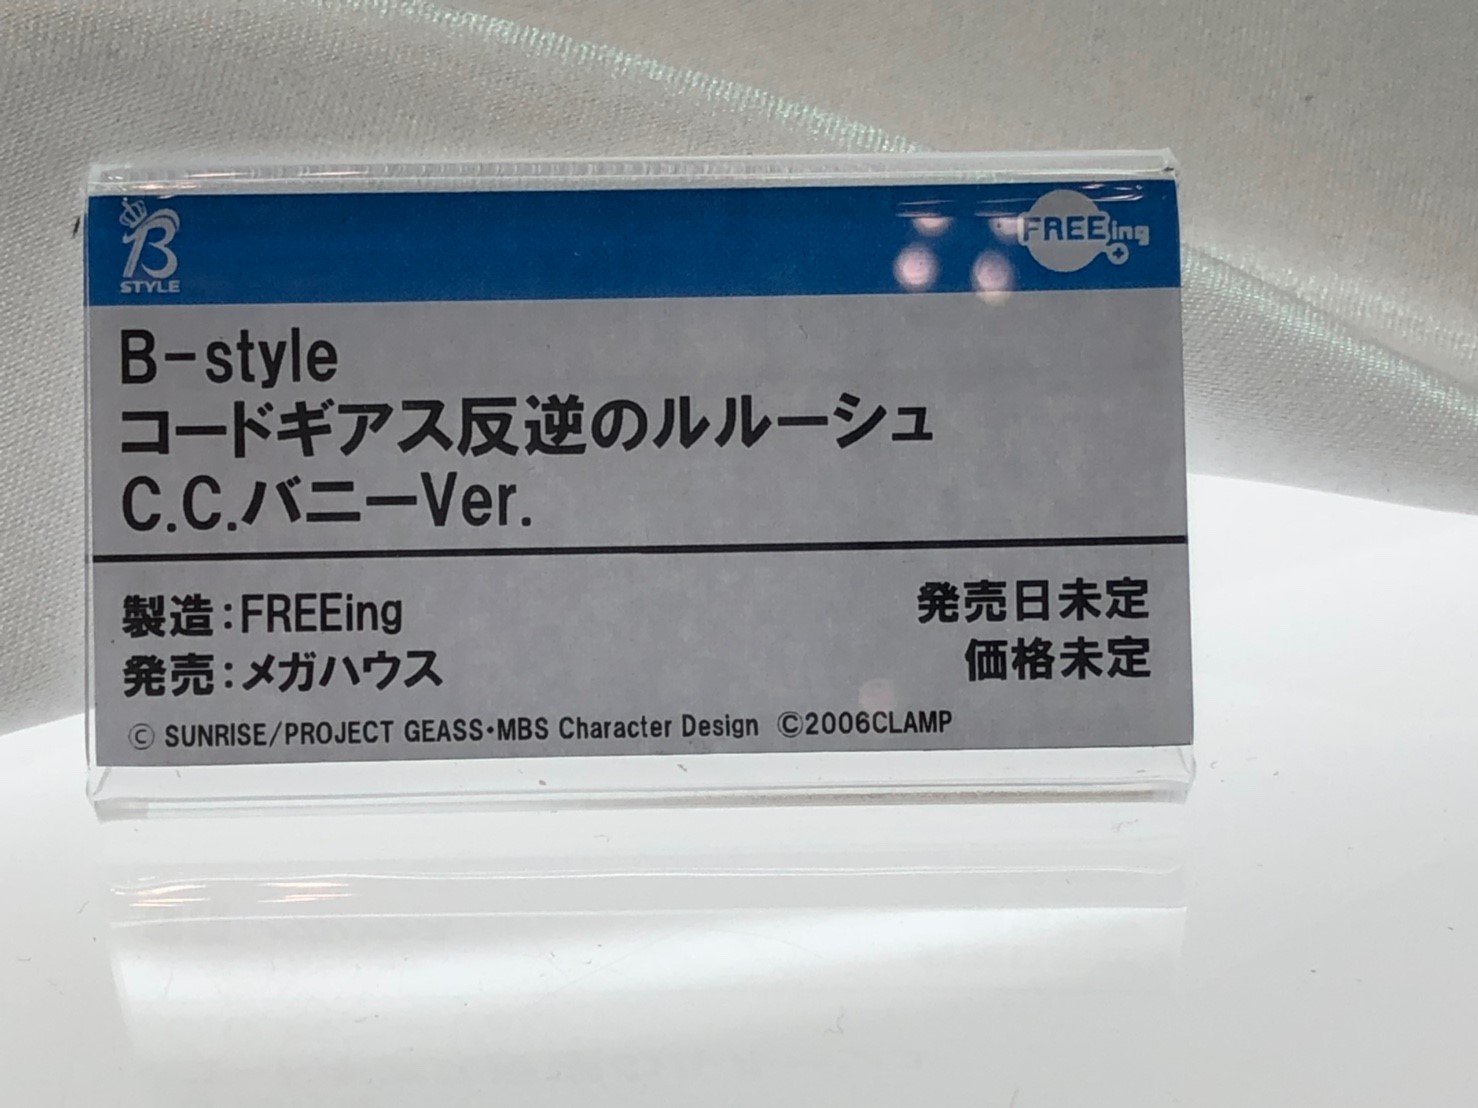 B
STYLE
FREEing
B-style
コードギアス反逆のルルーシュ
C.C.バニーVer.
製造:FREEing
発売:メガハウス
発売日未定
価格未定
© SUNRISE/PROJECT GEASS・MBS Character Design ©2006CLAMP